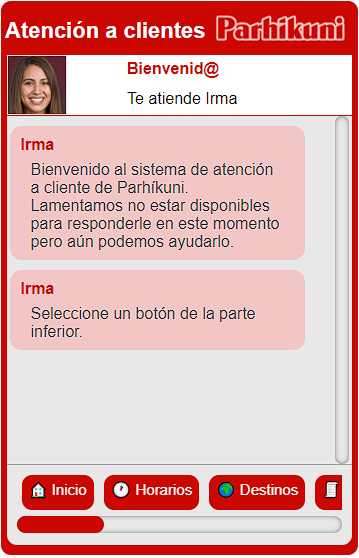 Atención a clientes Parhikuni
Bienvenid@
Te atiende Irma
Irma
Bienvenido al sistema de atención
a cliente de Parhíkuni.
Lamentamos no estar disponibles
para responderle en este momento
pero aún podemos ayudarlo.
Irma
Seleccione un botón de la parte
inferior.
Inicio Horarios Destinos